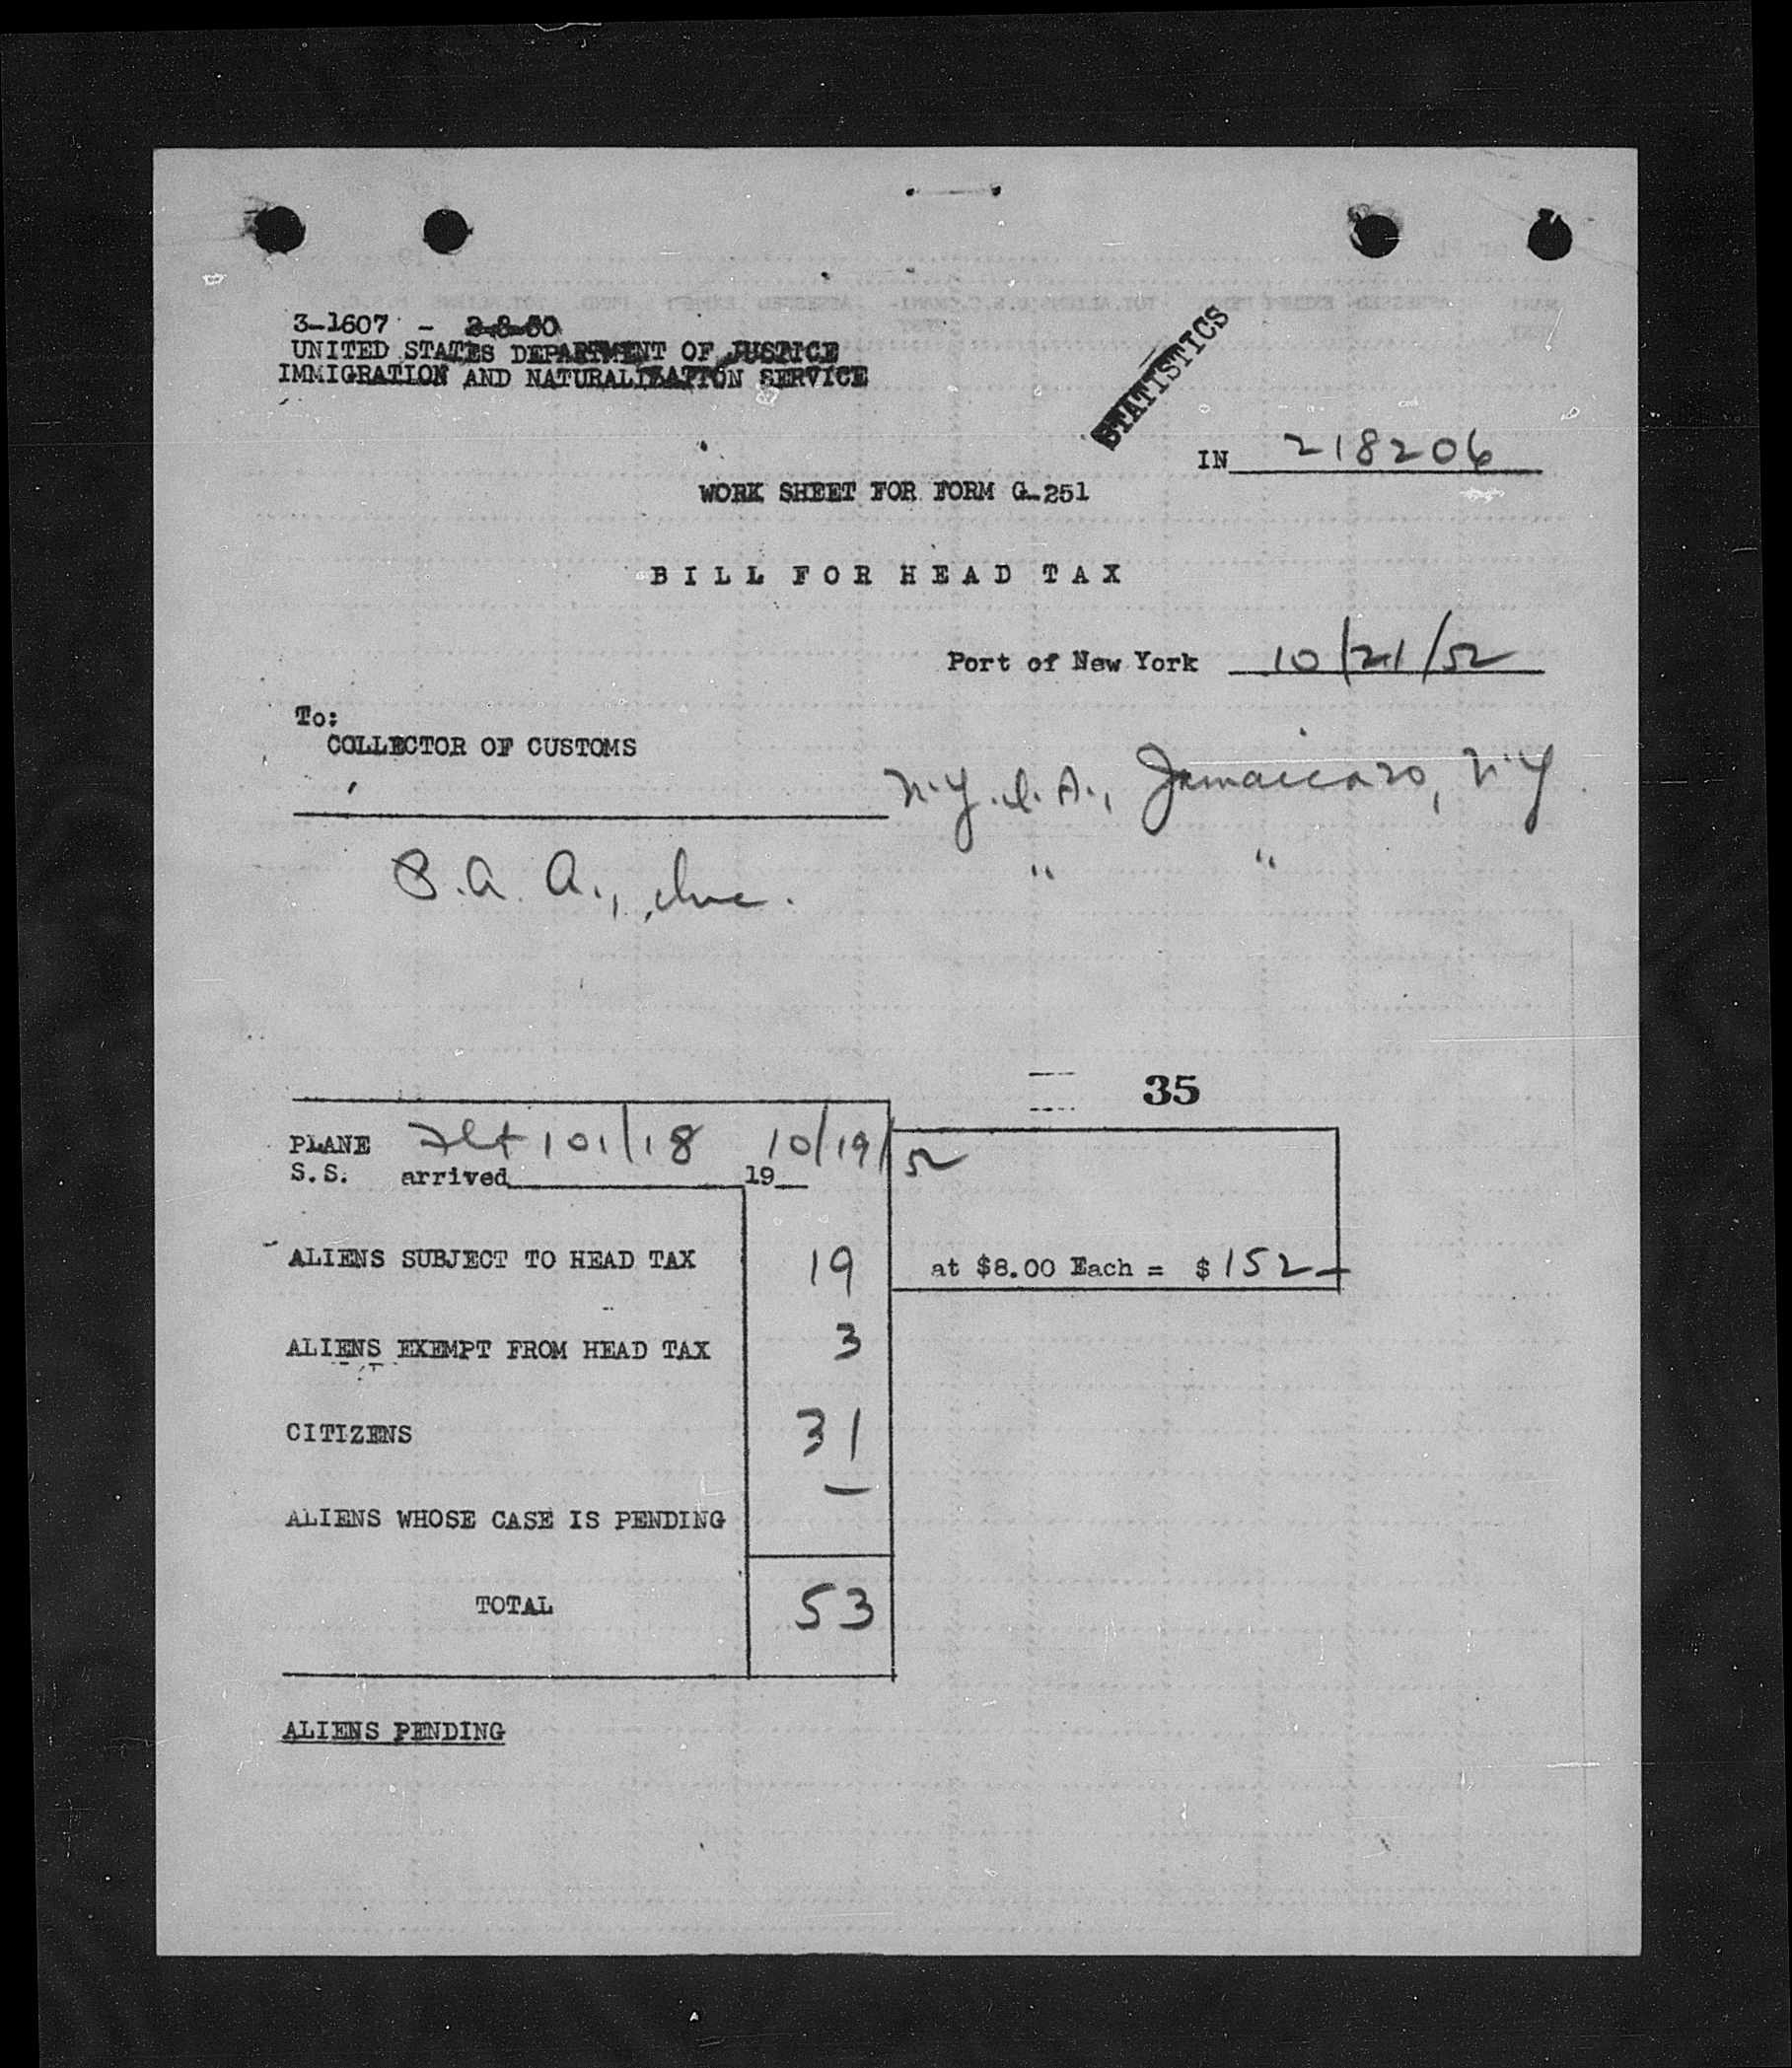 3-1607 - 2-8-50
UNITED STATES DEPARTMENT OF JUSTICE
IMMIGRATION AND NATURALIZATION SERVICE
STATISTICS
IN 218206
WORK SHEET FOR FORM G-251
BILL FOR HEAD TAX
Port of New York 10/21/52
To:
COLLECTOR OF CUSTOMS
N.Y.I.A., Jamaica 30, N.Y.
P.A.A., Inc. " "
35
PLANE Flt 101/18 10/19/52
S.S. arrived 19
ALIENS SUBJECT TO HEAD TAX 19 at $8.00 Each = $152-
ALIENS EXEMPT FROM HEAD TAX 3
CITIZENS 31
ALIENS WHOSE CASE IS PENDING —
TOTAL 53
ALIENS PENDING